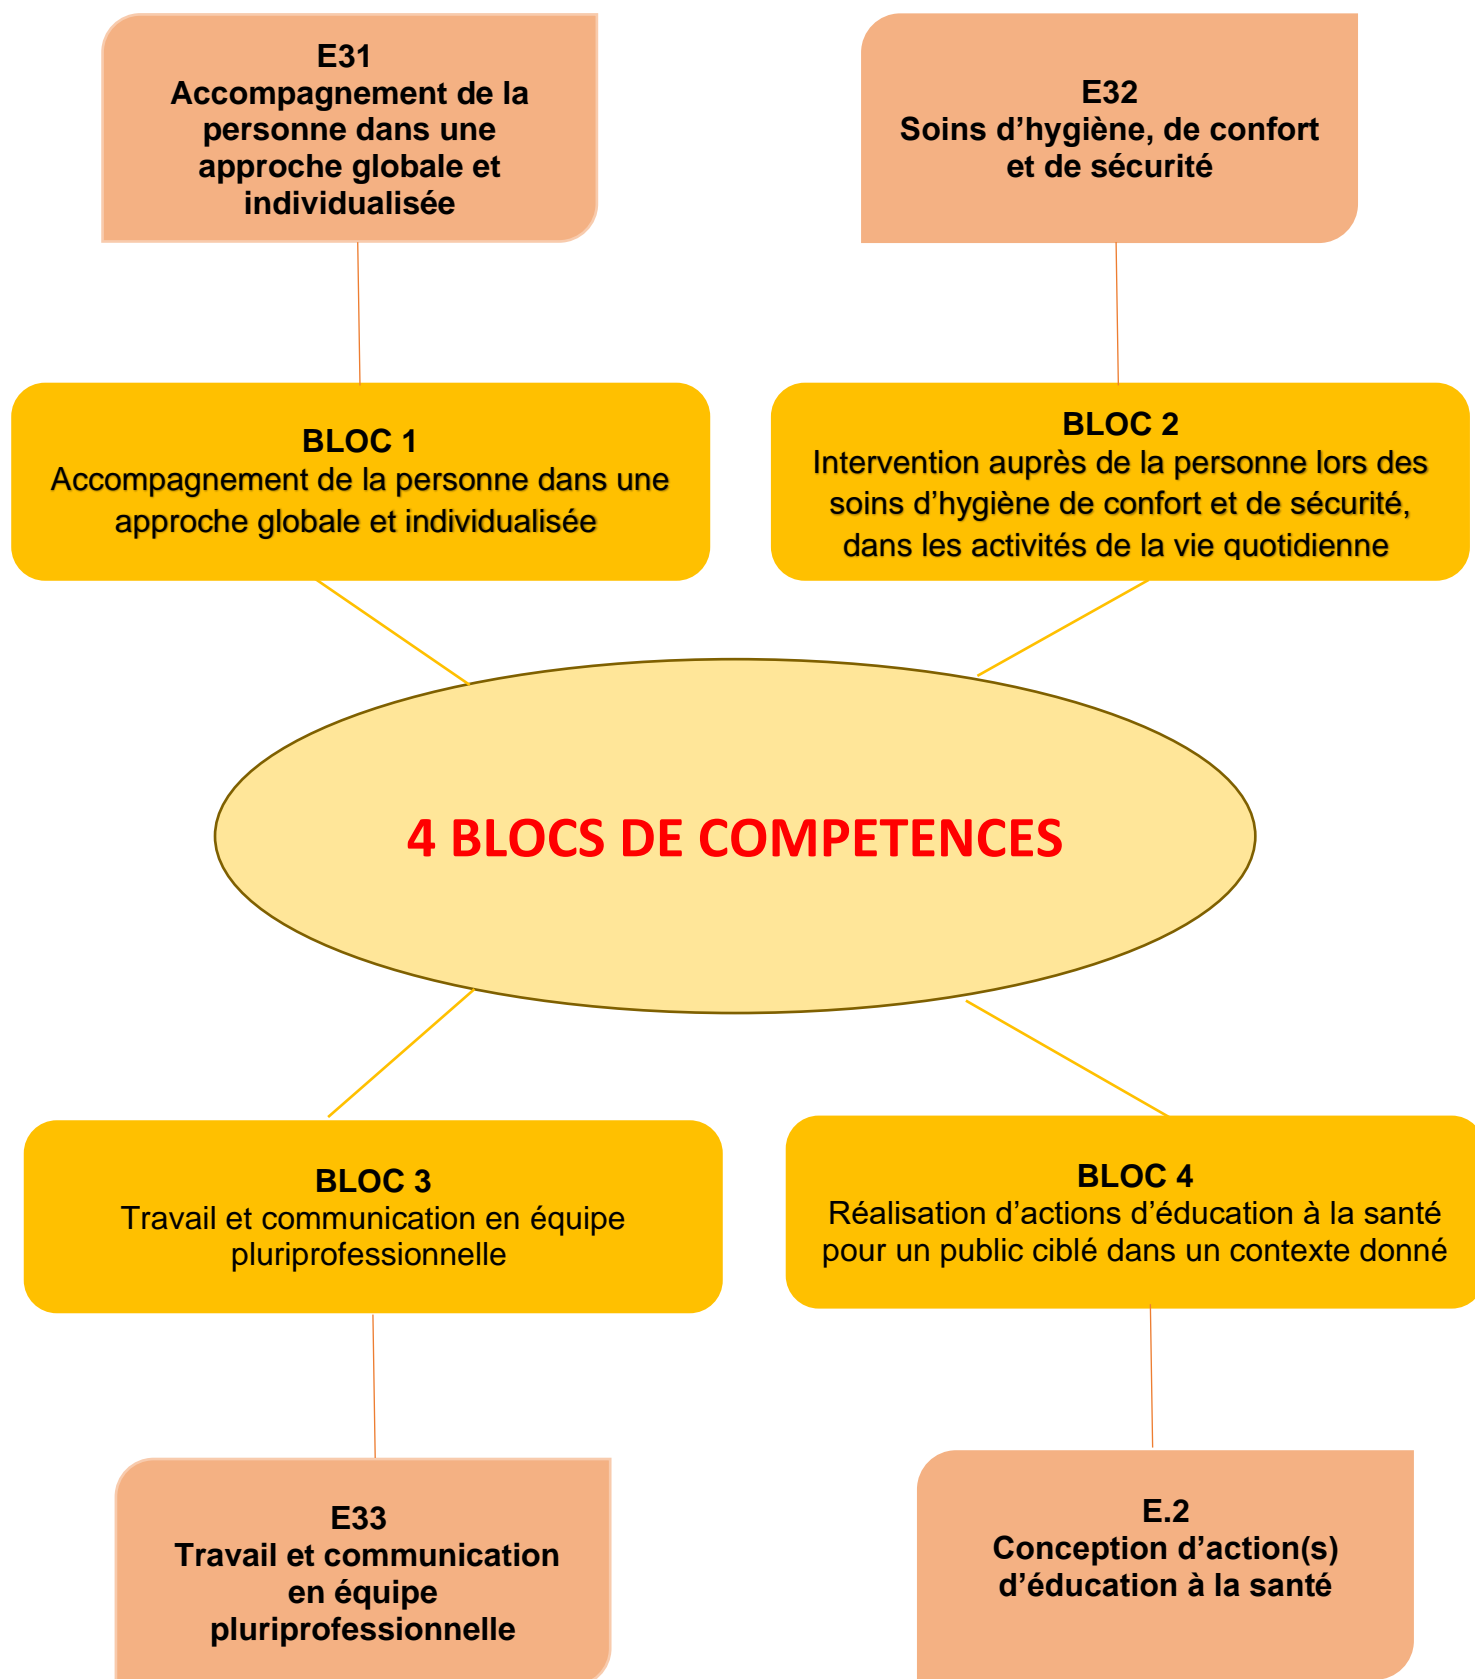 E31
Accompagnement de la
personne dans une
approche globale et
individualisée
E32
Soins d’hygiène, de confort
et de sécurité
BLOC 1
Accompagnement de la personne dans une
approche globale et individualisée
BLOC 2
Intervention auprès de la personne lors des
soins d’hygiène de confort et de sécurité,
dans les activités de la vie quotidienne
4 BLOCS DE COMPETENCES
BLOC 3
Travail et communication en équipe
pluriprofessionnelle
BLOC 4
Réalisation d’actions d’éducation à la santé
pour un public ciblé dans un contexte donné
E33
Travail et communication
en équipe
pluriprofessionnelle
E.2
Conception d’action(s)
d’éducation à la santé